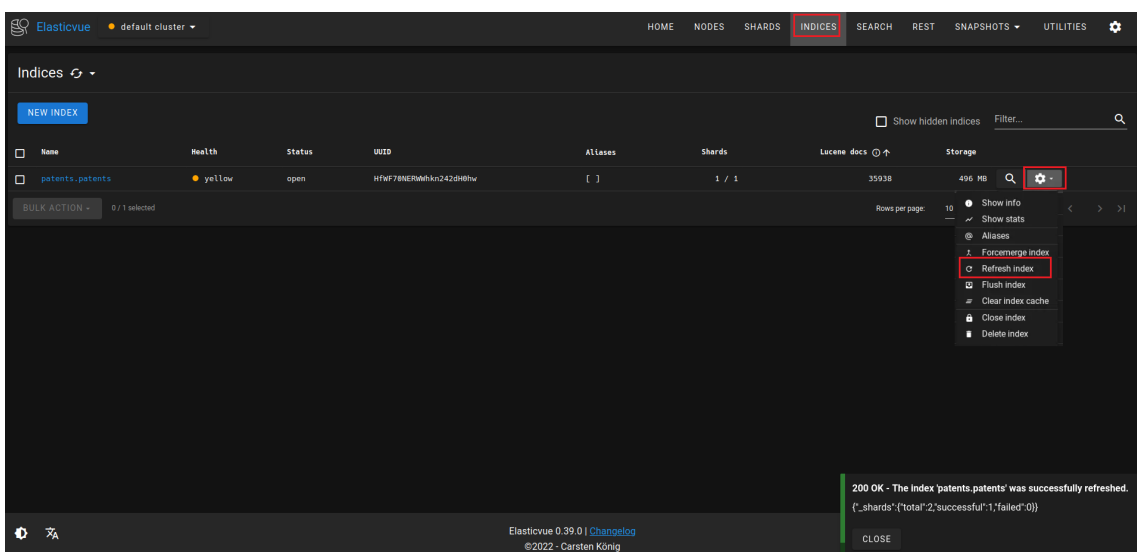 Elasticvue default cluster HOME NODES SHARDS INDICES SEARCH REST SNAPSHOTS UTILITIES
Indices
NEW INDEX
Show hidden indices Filter...
Name Health Status UUID Aliases Shards Lucene docs Storage
patents.patents yellow open HfWF70NERWWhkn242dH0hw [ ] 1 / 1 35938 496 MB
BULK ACTION 0 / 1 selected Rows per page: 10
Show info
Show stats
Aliases
Forcemerge index
Refresh index
Flush index
Clear index cache
Close index
Delete index
200 OK - The index 'patents.patents' was successfully refreshed.
{"_shards":{"total":2,"successful":1,"failed":0}}
CLOSE
Elasticvue 0.39.0 | Changelog
©2022 - Carsten König